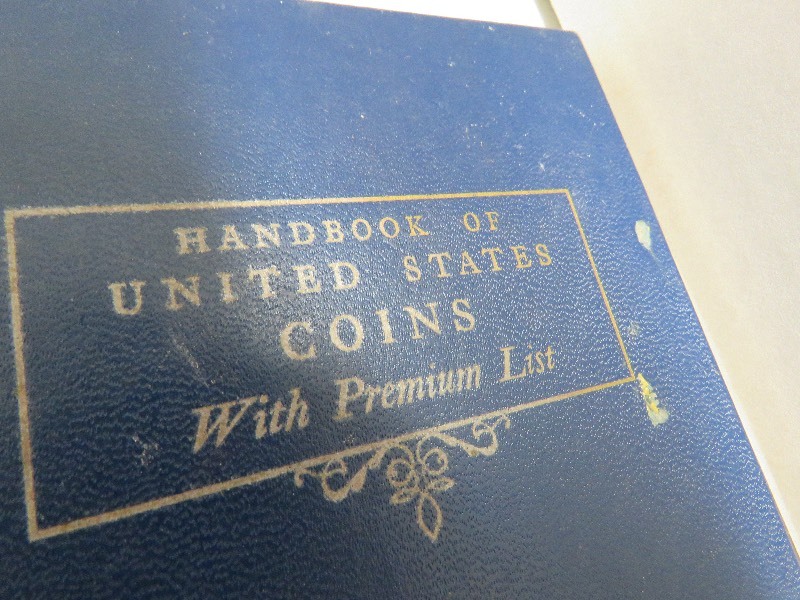 HANDBOOK OF
UNITED STATES
COINS
With Premium List